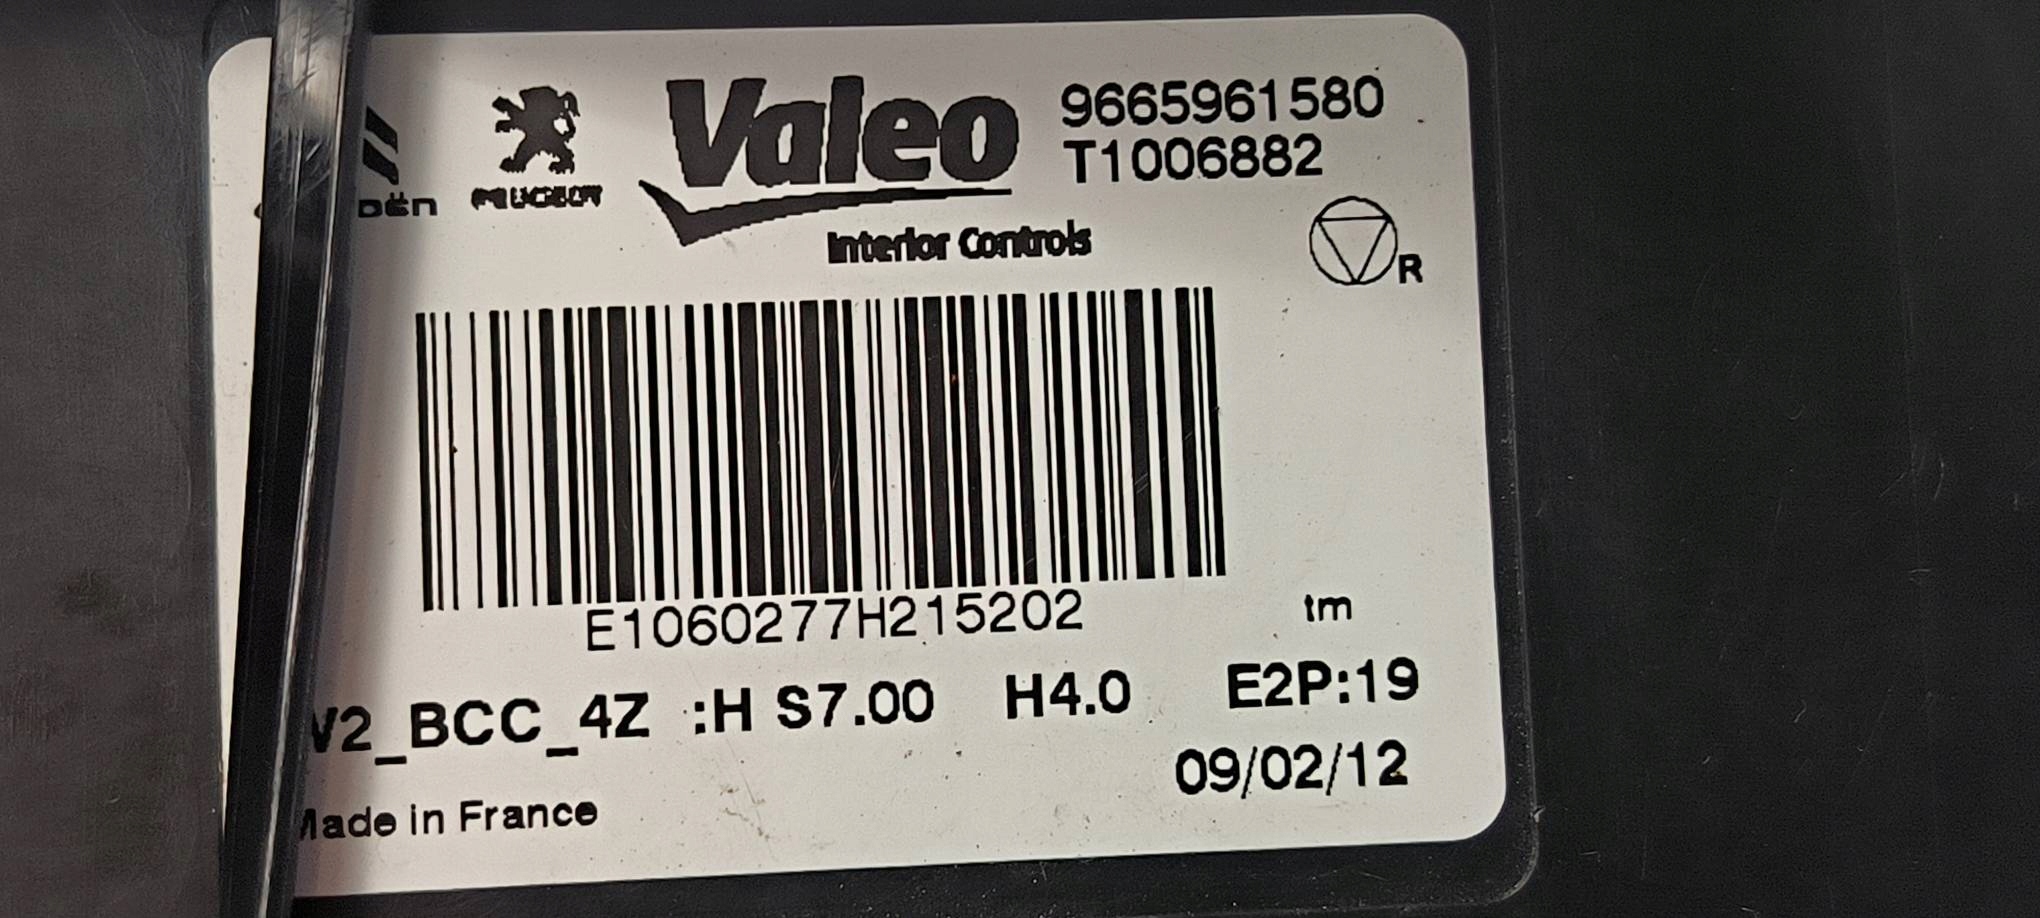 PEUGEOT
Valeo
Interior Controls
9665961580
T1006882
R
E1060277H215202
tm
V2_BCC_4Z :H S7.00 H4.0 E2P:19
09/02/12
Made in France